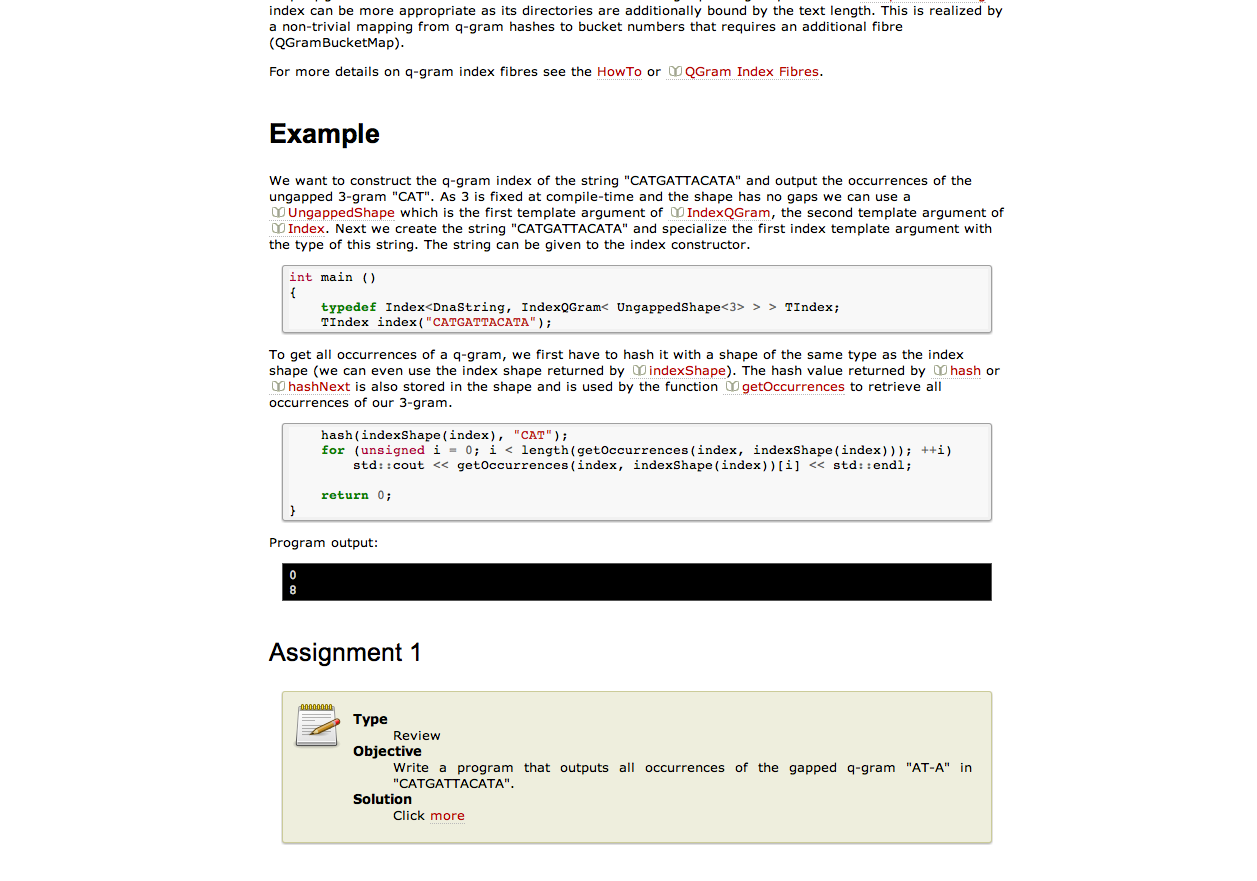 index can be more appropriate as its directories are additionally bound by the text length. This is realized by
a non-trivial mapping from q-gram hashes to bucket numbers that requires an additional fibre
(QGramBucketMap).
For more details on q-gram index fibres see the HowTo or QGram Index Fibres.
Example
We want to construct the q-gram index of the string "CATGATTACATA" and output the occurrences of the
ungapped 3-gram "CAT". As 3 is fixed at compile-time and the shape has no gaps we can use a
UngappedShape which is the first template argument of IndexQGram, the second template argument of
Index. Next we create the string "CATGATTACATA" and specialize the first index template argument with
the type of this string. The string can be given to the index constructor.
int main ()
{
    typedef Index<DnaString, IndexQGram< UngappedShape<3> > > TIndex;
    TIndex index("CATGATTACATA");
To get all occurrences of a q-gram, we first have to hash it with a shape of the same type as the index
shape (we can even use the index shape returned by indexShape). The hash value returned by hash or
hashNext is also stored in the shape and is used by the function getOccurrences to retrieve all
occurrences of our 3-gram.
    hash(indexShape(index), "CAT");
    for (unsigned i = 0; i < length(getOccurrences(index, indexShape(index))); ++i)
        std::cout << getOccurrences(index, indexShape(index))[i] << std::endl;
    return 0;
}
Program output:
0
8
Assignment 1
Type
Review
Objective
Write a program that outputs all occurrences of the gapped q-gram "AT-A" in
"CATGATTACATA".
Solution
Click more